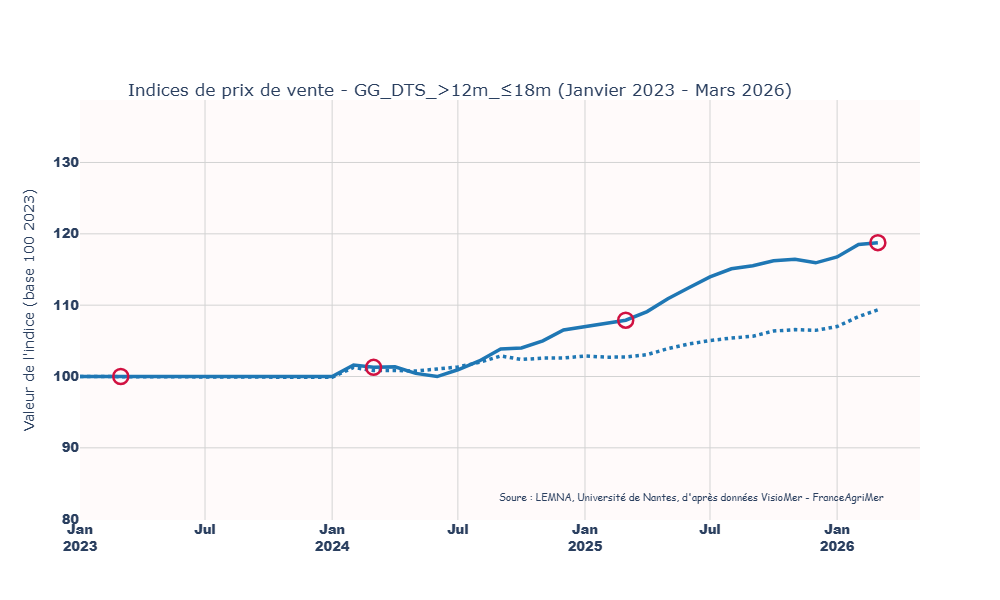 Indices de prix de vente - GG_DTS_>12m_≤18m (Janvier 2023 - Mars 2026)
Valeur de l'indice (base 100 2023)
130
120
110
100
90
80
Soure : LEMNA, Université de Nantes, d'après données VisioMer - FranceAgriMer
Jan Jul Jan Jul Jan Jul Jan
2023 2024 2025 2026